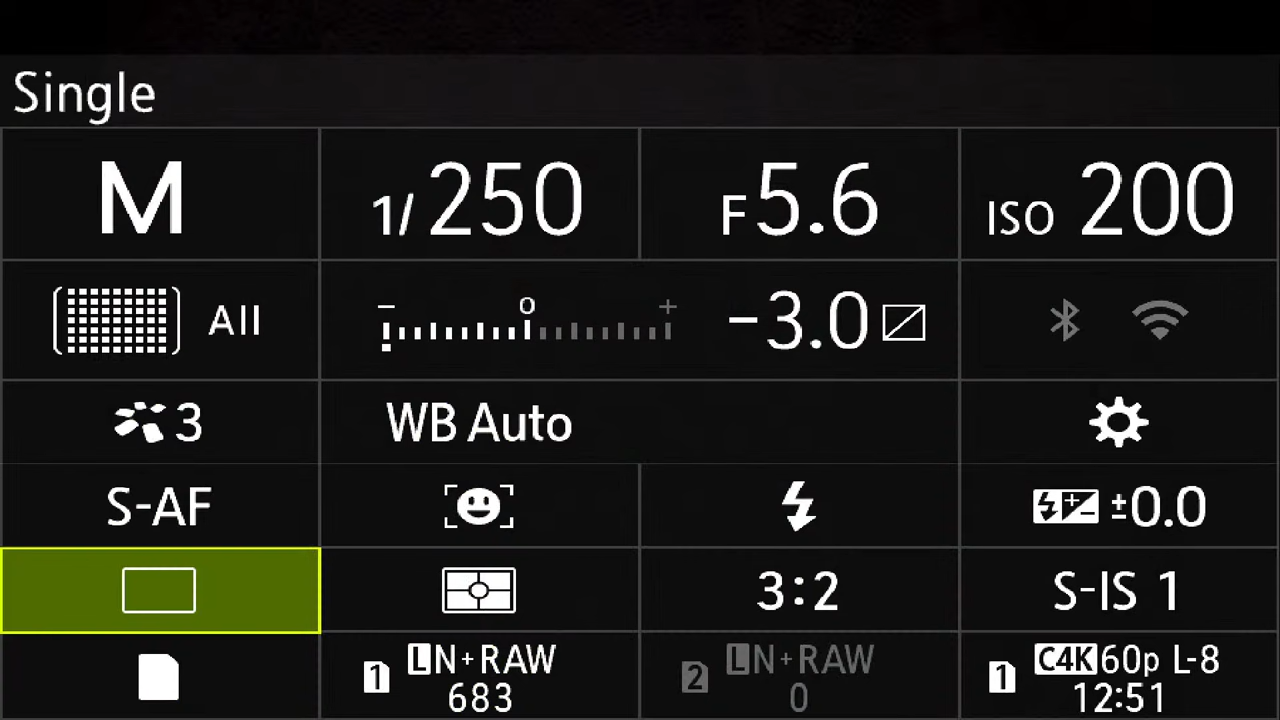 Single
M 1/250 F5.6 ISO 200
All - 0 + -3.0
3 WB Auto
S-AF ±0.0
3:2 S-IS 1
1 LN+RAW 2 LN+RAW 1 C4K 60p L-8
683 0 12:51